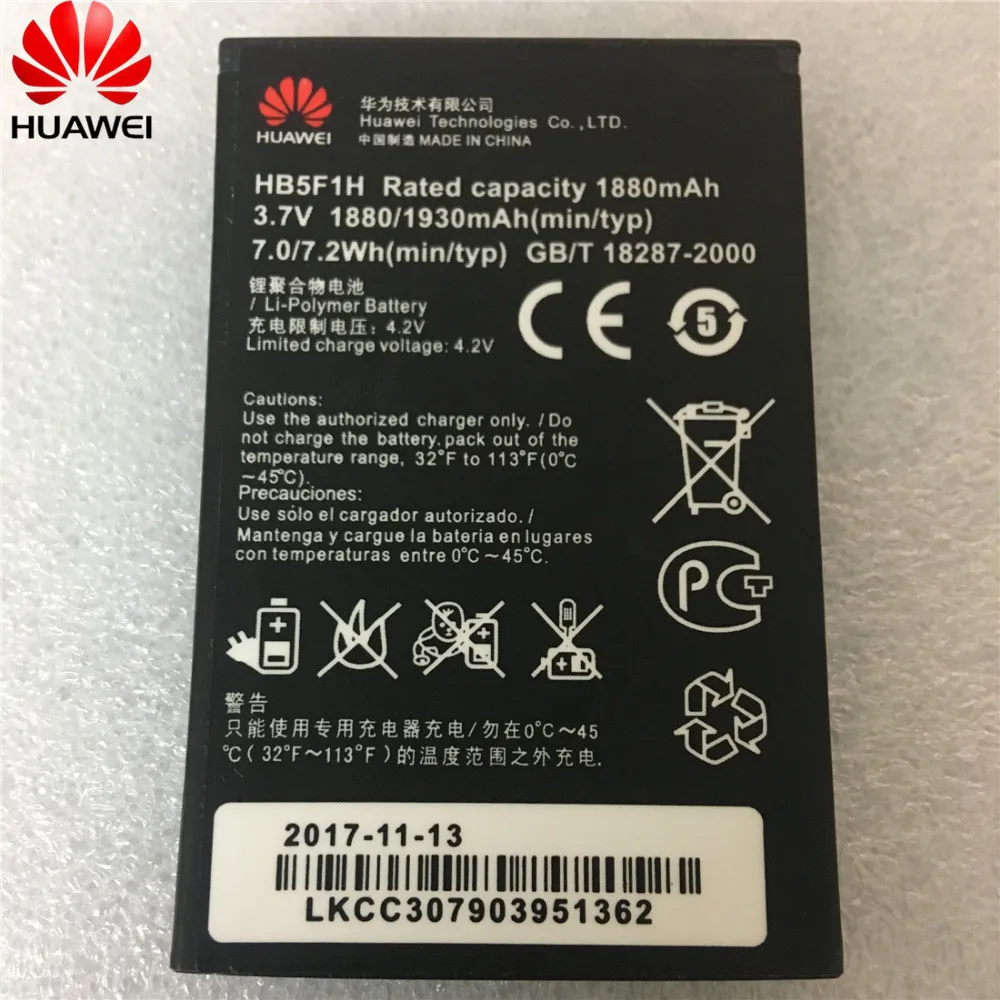 HUAWEI
HUAWEI
华为技术有限公司
Huawei Technologies Co.,LTD.
中国制造 MADE IN CHINA
HB5F1H Rated capacity 1880mAh
3.7V 1880/1930mAh(min/typ)
7.0/7.2Wh(min/typ) GB/T 18287-2000
锂聚合物电池
/ Li-Polymer Battery
充电限制电压：4.2V
Limited charge voltage: 4.2V
CE
5
Cautions:
Use the authorized charger only. /Do
not charge the battery.pack out of the
temperature range, 32°F to 113°F(0°C
～45°C).
Precauciones:
Use sólo el cargador autorizado. /
Mantenga y cargue la bateria en lugares
con temperaturas entre 0°C～45°C.
PCT
警告
只能使用专用充电器充电/勿在0°C～45
°C(32°F～113°F)的温度范围之外充电.
2017-11-13
LKCC307903951362